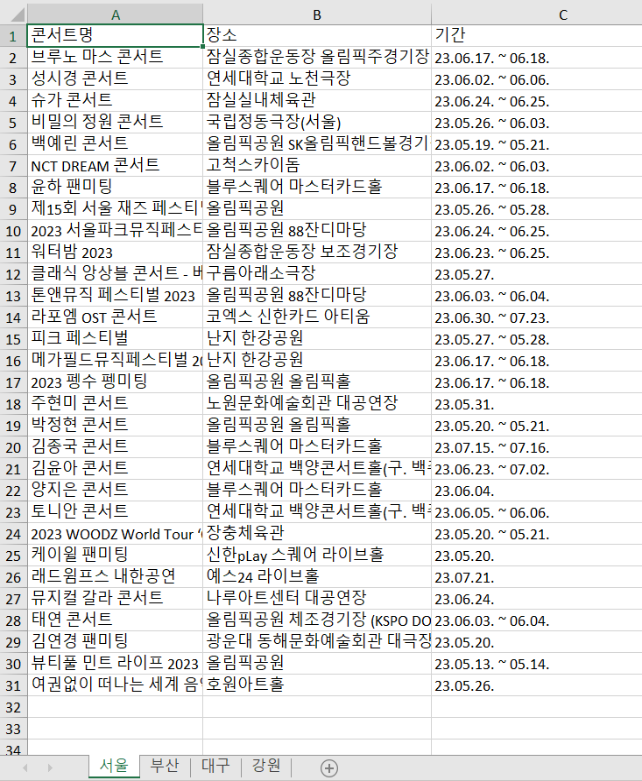 A B C
1 콘서트명 장소 기간
2 브루노 마스 콘서트 잠실종합운동장 올림픽주경기장 23.06.17. ~ 06.18.
3 성시경 콘서트 연세대학교 노천극장 23.06.02. ~ 06.06.
4 슈가 콘서트 잠실실내체육관 23.06.24. ~ 06.25.
5 비밀의 정원 콘서트 국립정동극장(서울) 23.05.26. ~ 06.03.
6 백예린 콘서트 올림픽공원 SK올림픽핸드볼경기 23.05.19. ~ 05.21.
7 NCT DREAM 콘서트 고척스카이돔 23.06.02. ~ 06.03.
8 윤하 팬미팅 블루스퀘어 마스터카드홀 23.06.17. ~ 06.18.
9 제15회 서울 재즈 페스티 올림픽공원 23.05.26. ~ 05.28.
10 2023 서울파크뮤직페스티 올림픽공원 88잔디마당 23.06.24. ~ 06.25.
11 워터밤 2023 잠실종합운동장 보조경기장 23.06.23. ~ 06.25.
12 클래식 앙상블 콘서트 - 구름아래소극장 23.05.27.
13 톤앤뮤직 페스티벌 2023 올림픽공원 88잔디마당 23.06.03. ~ 06.04.
14 라포엠 OST 콘서트 코엑스 신한카드 아티움 23.06.30. ~ 07.23.
15 피크 페스티벌 난지 한강공원 23.05.27. ~ 05.28.
16 메가필드뮤직페스티벌 난지 한강공원 23.06.17. ~ 06.18.
17 2023 펭수 펭미팅 올림픽공원 올림픽홀 23.06.17. ~ 06.18.
18 주현미 콘서트 노원문화예술회관 대공연장 23.05.31.
19 박정현 콘서트 올림픽공원 올림픽홀 23.05.20. ~ 05.21.
20 김종국 콘서트 블루스퀘어 마스터카드홀 23.07.15. ~ 07.16.
21 김윤아 콘서트 연세대학교 백양콘서트홀(구. 백 23.06.23. ~ 07.02.
22 양지은 콘서트 블루스퀘어 마스터카드홀 23.06.04.
23 토니안 콘서트 연세대학교 백양콘서트홀(구. 백 23.06.05. ~ 06.06.
24 2023 WOODZ World Tour 장충체육관 23.05.20. ~ 05.21.
25 케이윌 팬미팅 신한pLay 스퀘어 라이브홀 23.05.20.
26 래드윔프스 내한공연 예스24 라이브홀 23.07.21.
27 뮤지컬 갈라 콘서트 나루아트센터 대공연장 23.06.24.
28 태연 콘서트 올림픽공원 체조경기장 (KSPO DO 23.06.03. ~ 06.04.
29 김연경 팬미팅 광운대 동해문화예술회관 대극장 23.05.20.
30 뷰티풀 민트 라이프 2023 올림픽공원 23.05.13. ~ 05.14.
31 여권없이 떠나는 세계 음 호원아트홀 23.05.26.
32
33
34
서울 부산 대구 강원